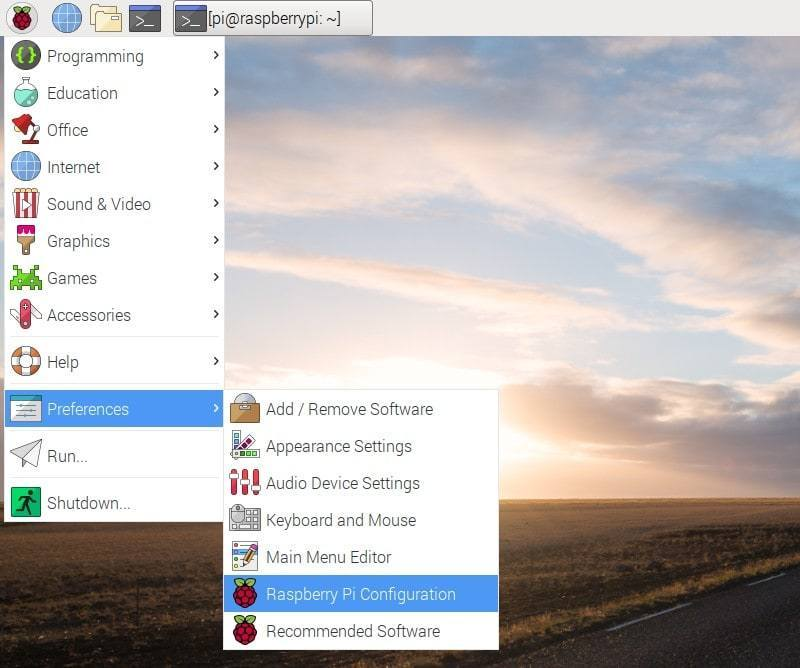 [pi@raspberrypi: ~]
Programming
Education
Office
Internet
Sound & Video
Graphics
Games
Accessories
Help
Preferences
Run...
Shutdown...
Add / Remove Software
Appearance Settings
Audio Device Settings
Keyboard and Mouse
Main Menu Editor
Raspberry Pi Configuration
Recommended Software